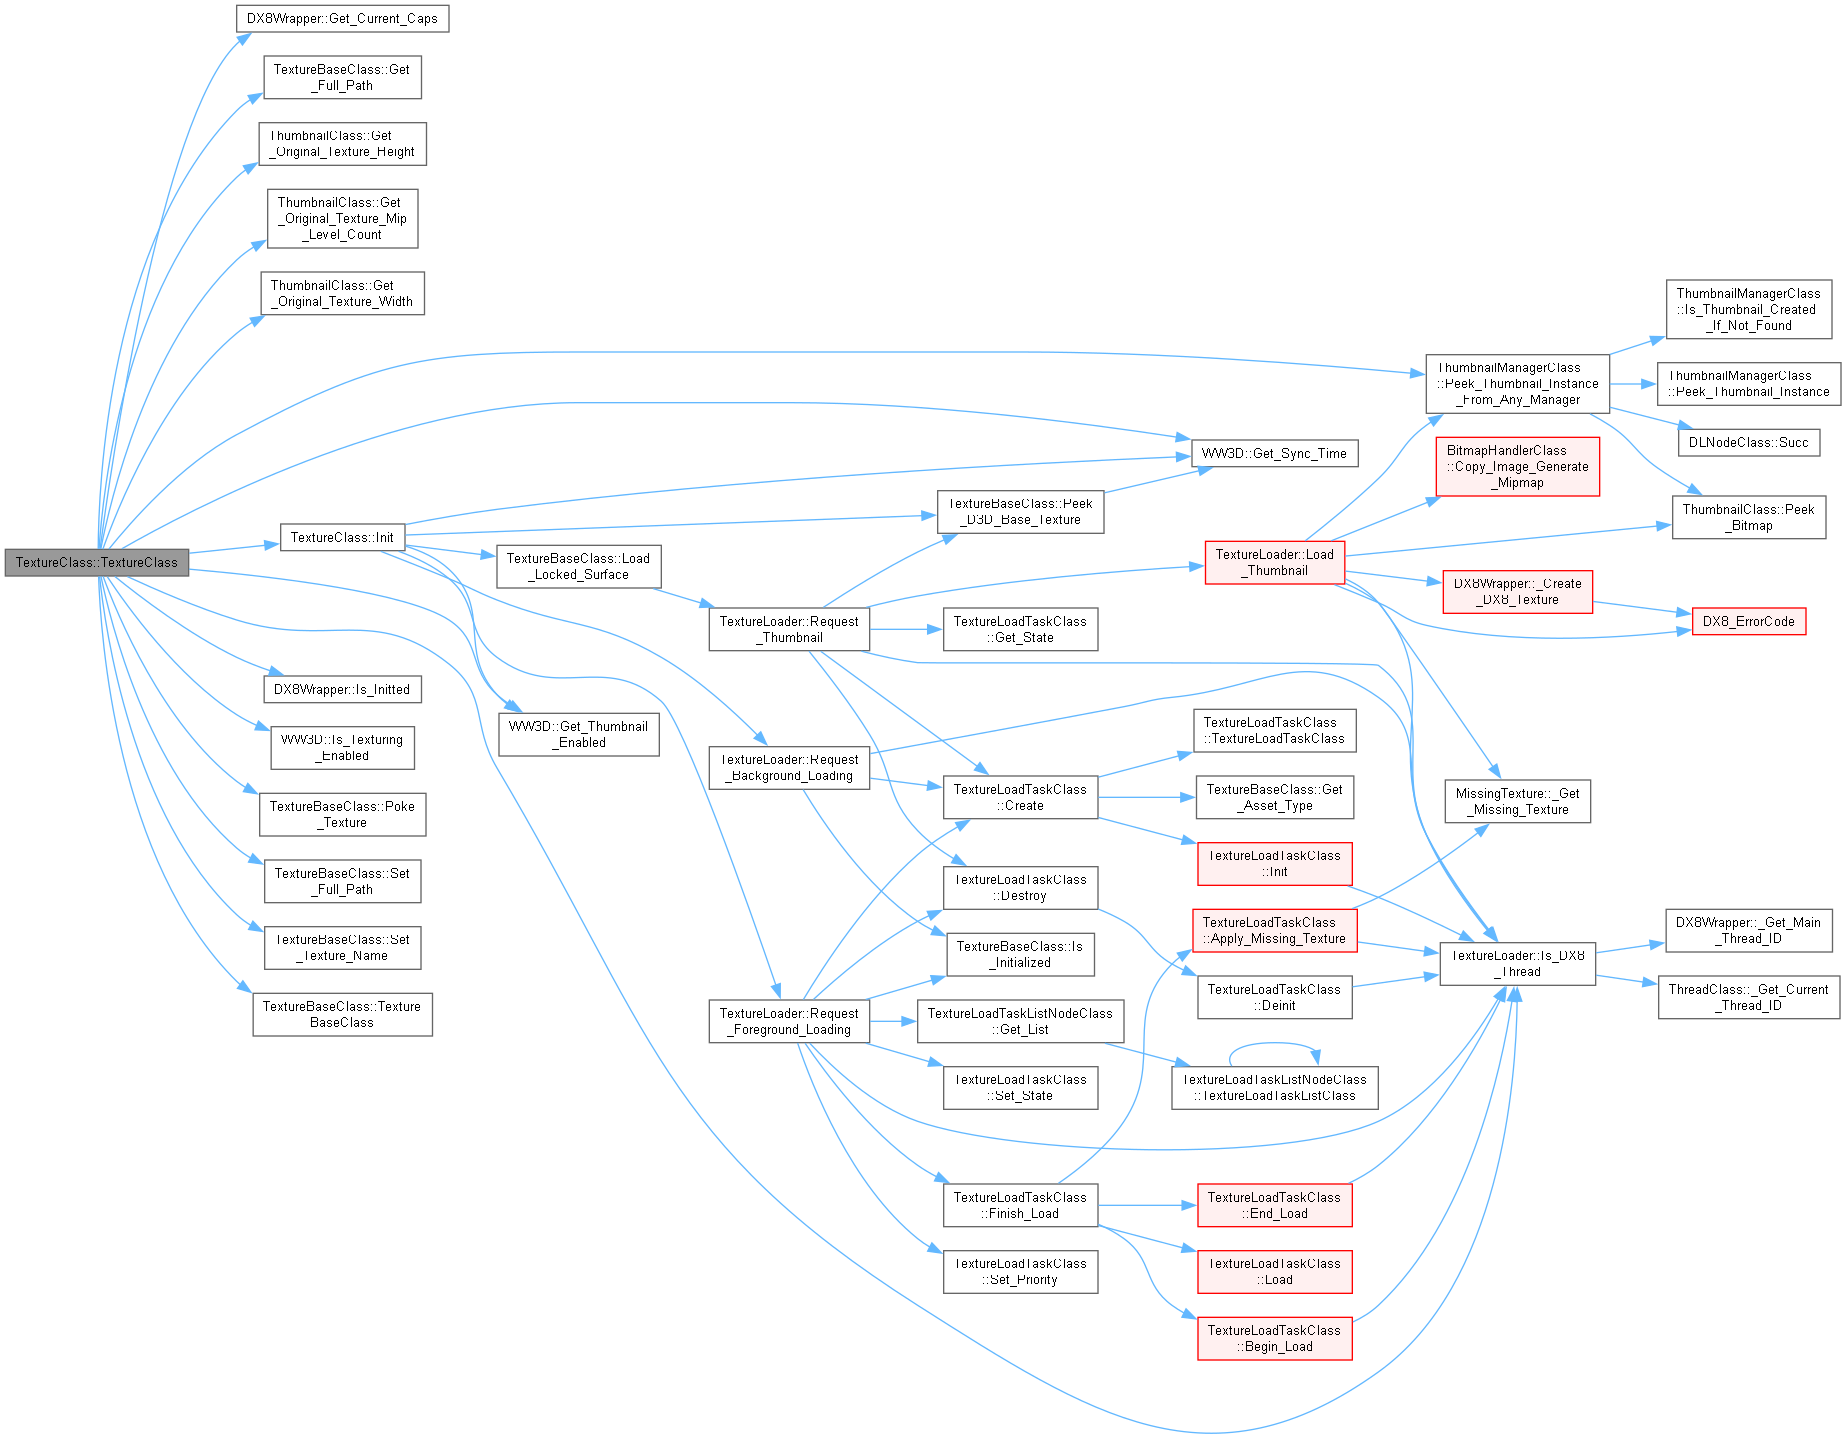 TextureClass::TextureClass
DX8Wrapper::Get_Current_Caps
TextureBaseClass::Get
_Full_Path
ThumbnailClass::Get
_Original_Texture_Height
ThumbnailClass::Get
_Original_Texture_Mip
_Level_Count
ThumbnailClass::Get
_Original_Texture_Width
TextureClass::Init
DX8Wrapper::Is_Initted
WW3D::Is_Texturing
_Enabled
TextureBaseClass::Poke
_Texture
TextureBaseClass::Set
_Full_Path
TextureBaseClass::Set
_Texture_Name
TextureBaseClass::Texture
BaseClass
TextureBaseClass::Load
_Locked_Surface
WW3D::Get_Thumbnail
_Enabled
TextureLoader::Request
_Thumbnail
TextureLoader::Request
_Background_Loading
TextureLoader::Request
_Foreground_Loading
TextureBaseClass::Peek
_D3D_Base_Texture
TextureLoadTaskClass
::Get_State
TextureLoadTaskClass
::Create
TextureLoadTaskClass
::Destroy
TextureBaseClass::Is
_Initialized
TextureLoadTaskListNodeClass
::Get_List
TextureLoadTaskClass
::Set_State
TextureLoadTaskClass
::Finish_Load
TextureLoadTaskClass
::Set_Priority
WW3D::Get_Sync_Time
TextureLoader::Load
_Thumbnail
TextureLoadTaskClass
::TextureLoadTaskClass
TextureBaseClass::Get
_Asset_Type
TextureLoadTaskClass
::Init
TextureLoadTaskClass
::Apply_Missing_Texture
TextureLoadTaskClass
::Deinit
TextureLoadTaskListNodeClass
::TextureLoadTaskListClass
TextureLoadTaskClass
::End_Load
TextureLoadTaskClass
::Load
TextureLoadTaskClass
::Begin_Load
ThumbnailManagerClass
::Peek_Thumbnail_Instance
_From_Any_Manager
BitmapHandlerClass
::Copy_Image_Generate
_Mipmap
DX8Wrapper::_Create
_DX8_Texture
MissingTexture::_Get
_Missing_Texture
TextureLoader::Is_DX8
_Thread
ThumbnailManagerClass
::Is_Thumbnail_Created
_If_Not_Found
ThumbnailManagerClass
::Peek_Thumbnail_Instance
DLNodeClass::Succ
ThumbnailClass::Peek
_Bitmap
DX8_ErrorCode
DX8Wrapper::_Get_Main
_Thread_ID
ThreadClass::_Get_Current
_Thread_ID